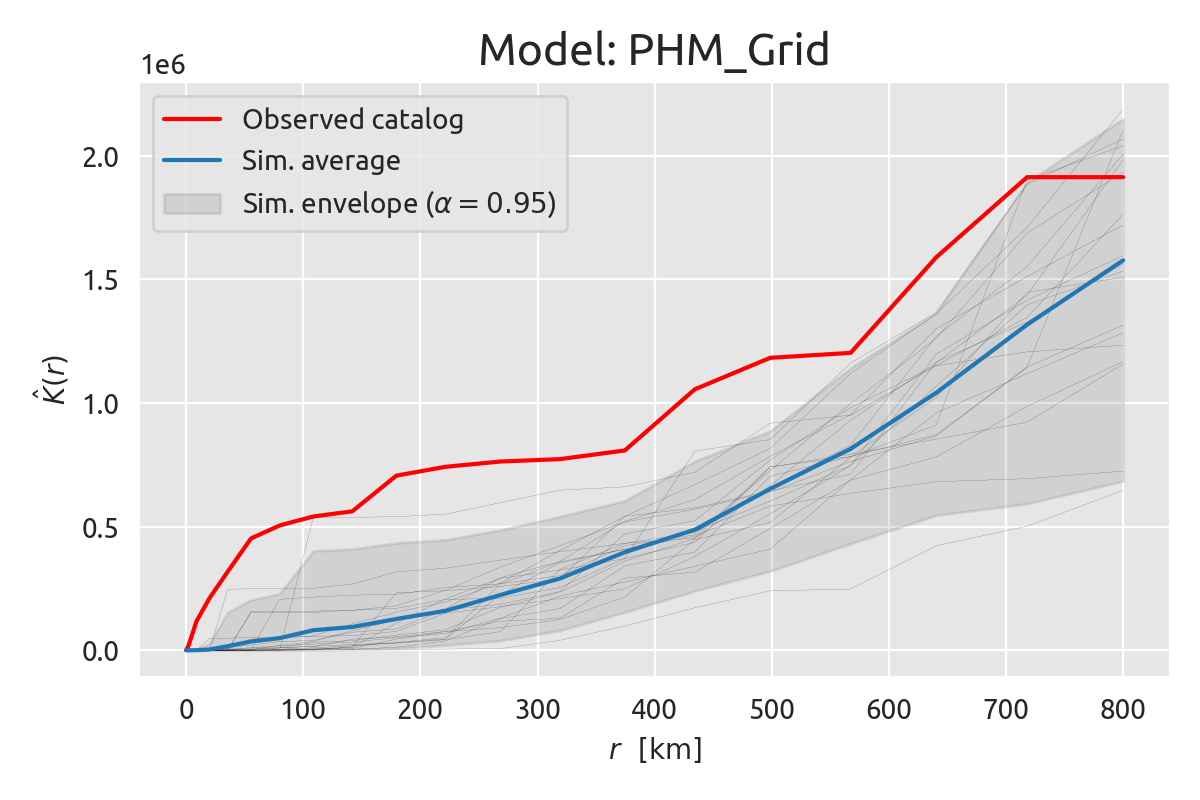 Model: PHM_Grid
1e6
Observed catalog
Sim. average
Sim. envelope (α = 0.95)
2.0
1.5
1.0
0.5
0.0
K̂(r)
0 100 200 300 400 500 600 700 800
r [km]